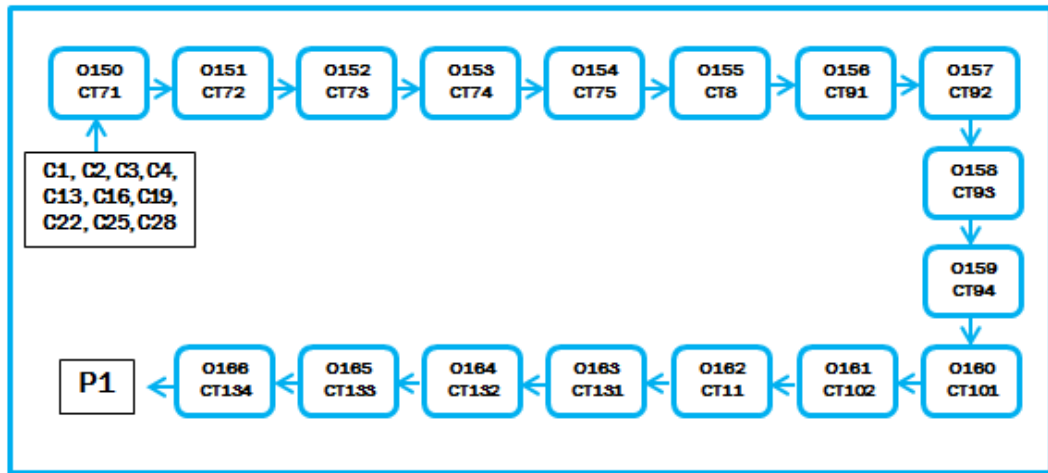 O150
CT71
O151
CT72
O152
CT73
O153
CT74
O154
CT75
O155
CT8
O156
CT91
O157
CT92
C1, C2, C3, C4,
C13, C16, C19,
C22, C25, C28
O158
CT93
O159
CT94
O160
CT101
O161
CT102
O162
CT11
O163
CT131
O164
CT132
O165
CT133
O166
CT134
P1